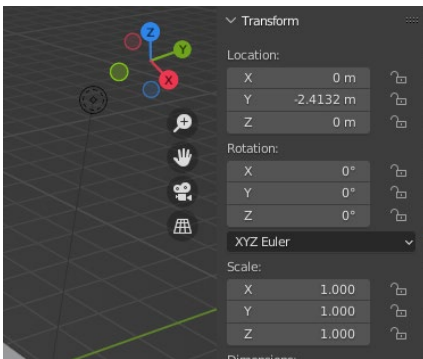 Z
Y
X
Transform
Location:
X 0 m
Y -2.4132 m
Z 0 m
Rotation:
X 0°
Y 0°
Z 0°
XYZ Euler
Scale:
X 1.000
Y 1.000
Z 1.000
Dimensions: